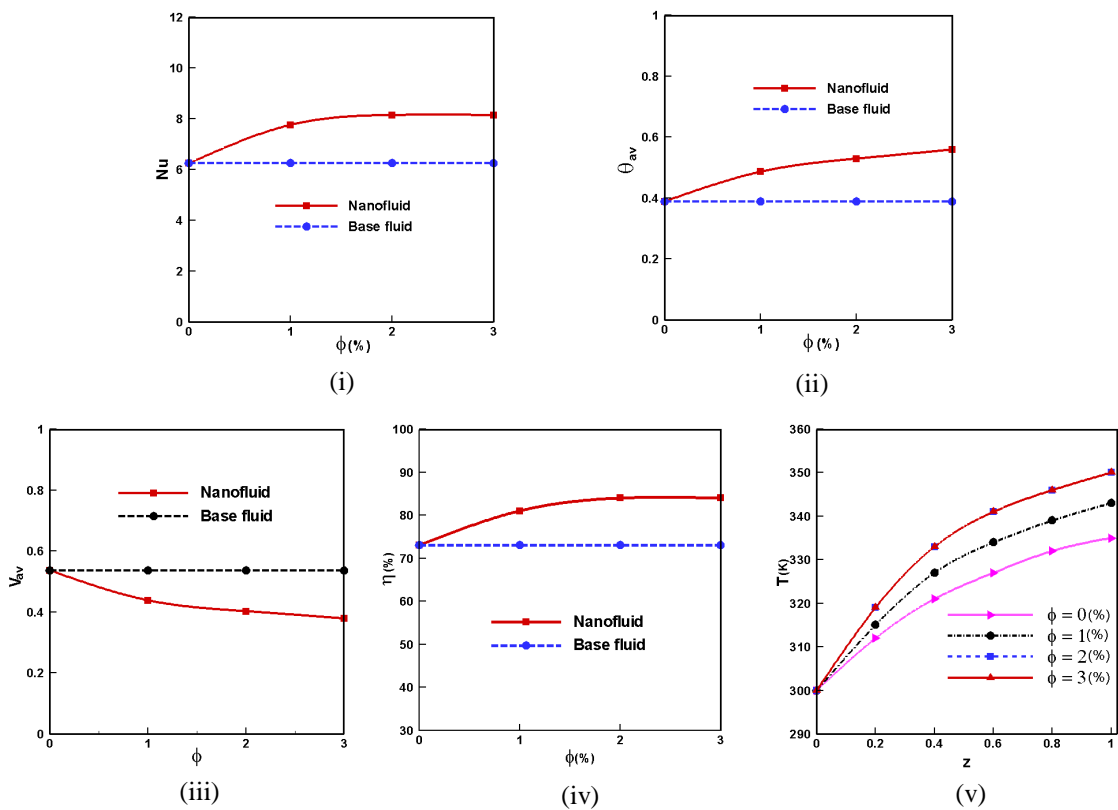 12
10
8
6
4
2
0
Nu
Nanofluid
Base fluid
0 1 2 3
ϕ(%)
(i)
1
0.8
0.6
0.4
0.2
0
θav
Nanofluid
Base fluid
0 1 2 3
ϕ(%)
(ii)
1
0.8
0.6
0.4
0.2
0
Vav
Nanofluid
Base fluid
0 1 2 3
ϕ
(iii)
100
90
80
70
60
50
40
30
η(%)
Nanofluid
Base fluid
0 1 2 3
ϕ(%)
(iv)
360
350
340
330
320
310
300
290
T(K)
ϕ = 0(%)
ϕ = 1(%)
ϕ = 2(%)
ϕ = 3(%)
0 0.2 0.4 0.6 0.8 1
z
(v)